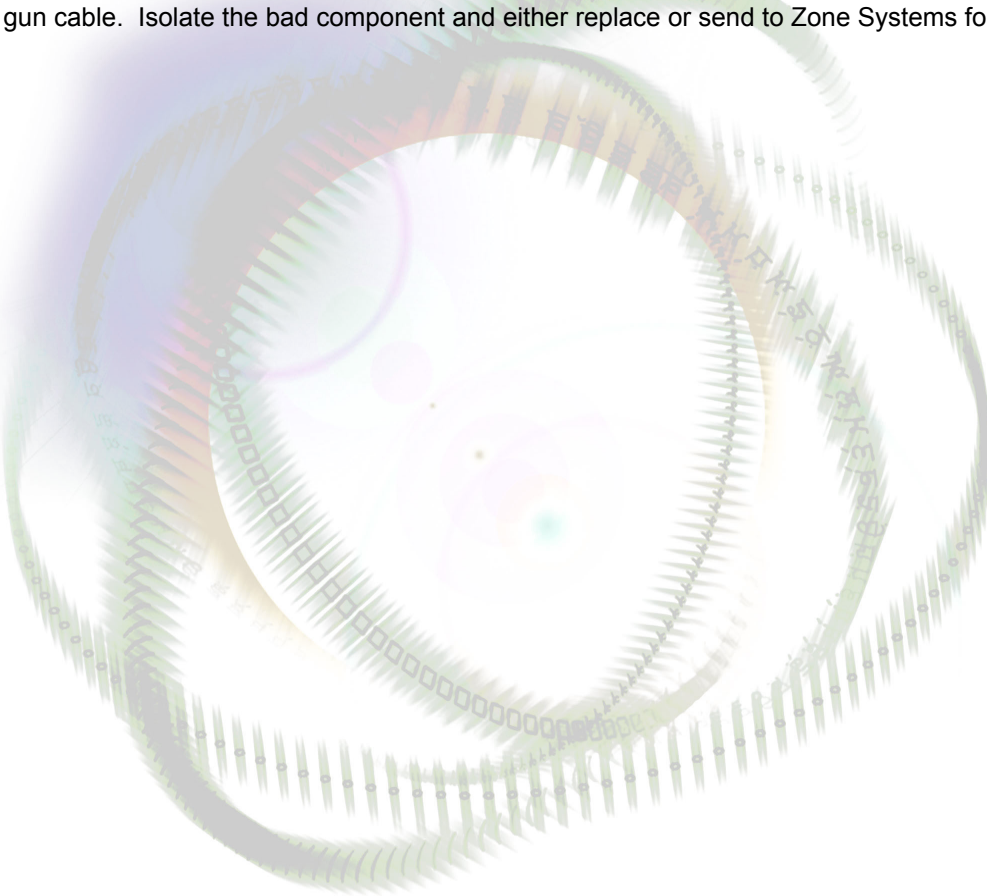 gun cable. Isolate the bad component and either replace or send to Zone Systems fo